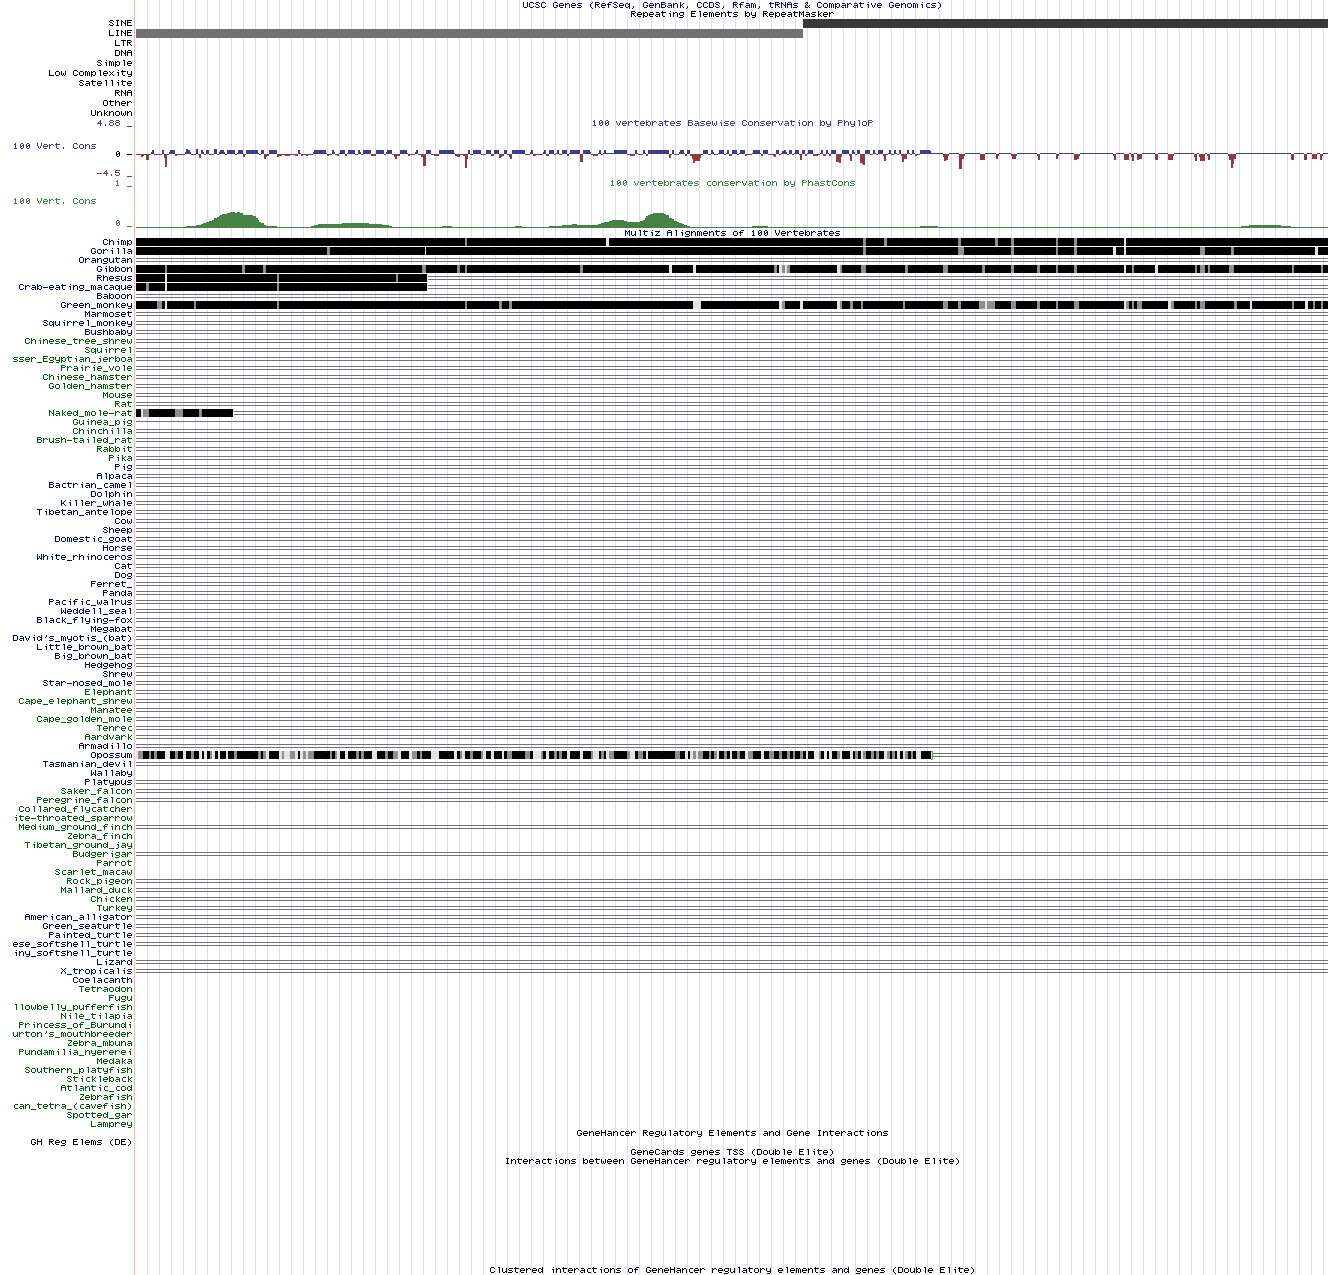 UCSC Genes (RefSeq, GenBank, CCDS, Rfam, tRNAs & Comparative Genomics)
Repeating Elements by RepeatMasker
SINE
LINE
LTR
DNA
Simple
Low Complexity
Satellite
RNA
Other
Unknown
4.88 _
100 vertebrates Basewise Conservation by PhyloP
100 Vert. Cons
0 _
-4.5 _
1 _
100 vertebrates conservation by PhastCons
100 Vert. Cons
0 _
Multiz Alignments of 100 Vertebrates
Chimp
Gorilla
Orangutan
Gibbon
Rhesus
Crab-eating_macaque
Baboon
Green_monkey
Marmoset
Squirrel_monkey
Bushbaby
Chinese_tree_shrew
Squirrel
sser_Egyptian_jerboa
Prairie_vole
Chinese_hamster
Golden_hamster
Mouse
Rat
Naked_mole-rat
Guinea_pig
Chinchilla
Brush-tailed_rat
Rabbit
Pika
Pig
Alpaca
Bactrian_camel
Dolphin
Killer_whale
Tibetan_antelope
Cow
Sheep
Domestic_goat
Horse
White_rhinoceros
Cat
Dog
Ferret_
Panda
Pacific_walrus
Weddell_seal
Black_flying-fox
Megabat
David's_myotis_(bat)
Little_brown_bat
Big_brown_bat
Hedgehog
Shrew
Star-nosed_mole
Elephant
Cape_elephant_shrew
Manatee
Cape_golden_mole
Tenrec
Aardvark
Armadillo
Opossum
Tasmanian_devil
Wallaby
Platypus
Saker_falcon
Peregrine_falcon
Collared_flycatcher
ite-throated_sparrow
Medium_ground_finch
Zebra_finch
Tibetan_ground_jay
Budgerigar
Parrot
Scarlet_macaw
Rock_pigeon
Mallard_duck
Chicken
Turkey
American_alligator
Green_seaturtle
Painted_turtle
ese_softshell_turtle
iny_softshell_turtle
Lizard
X_tropicalis
Coelacanth
Tetraodon
Fugu
llowbelly_pufferfish
Nile_tilapia
Princess_of_Burundi
urton's_mouthbreeder
Zebra_mbuna
Pundamilia_nyererei
Medaka
Southern_platyfish
Stickleback
Atlantic_cod
Zebrafish
can_tetra_(cavefish)
Spotted_gar
Lamprey
GeneHancer Regulatory Elements and Gene Interactions
GH Reg Elems (DE)
GeneCards genes TSS (Double Elite)
Interactions between GeneHancer regulatory elements and genes (Double Elite)
Clustered interactions of GeneHancer regulatory elements and genes (Double Elite)